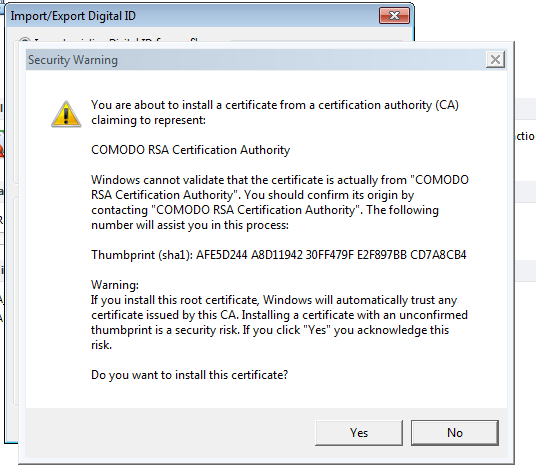 Import/Export Digital ID
Security Warning
You are about to install a certificate from a certification authority (CA)
claiming to represent:
COMODO RSA Certification Authority
Windows cannot validate that the certificate is actually from "COMODO
RSA Certification Authority". You should confirm its origin by
contacting "COMODO RSA Certification Authority". The following
number will assist you in this process:
Thumbprint (sha1): AFE5D244 A8D11942 30FF479F E2F897BB CD7A8CB4
Warning:
If you install this root certificate, Windows will automatically trust any
certificate issued by this CA. Installing a certificate with an unconfirmed
thumbprint is a security risk. If you click "Yes" you acknowledge this
risk.
Do you want to install this certificate?
Yes No